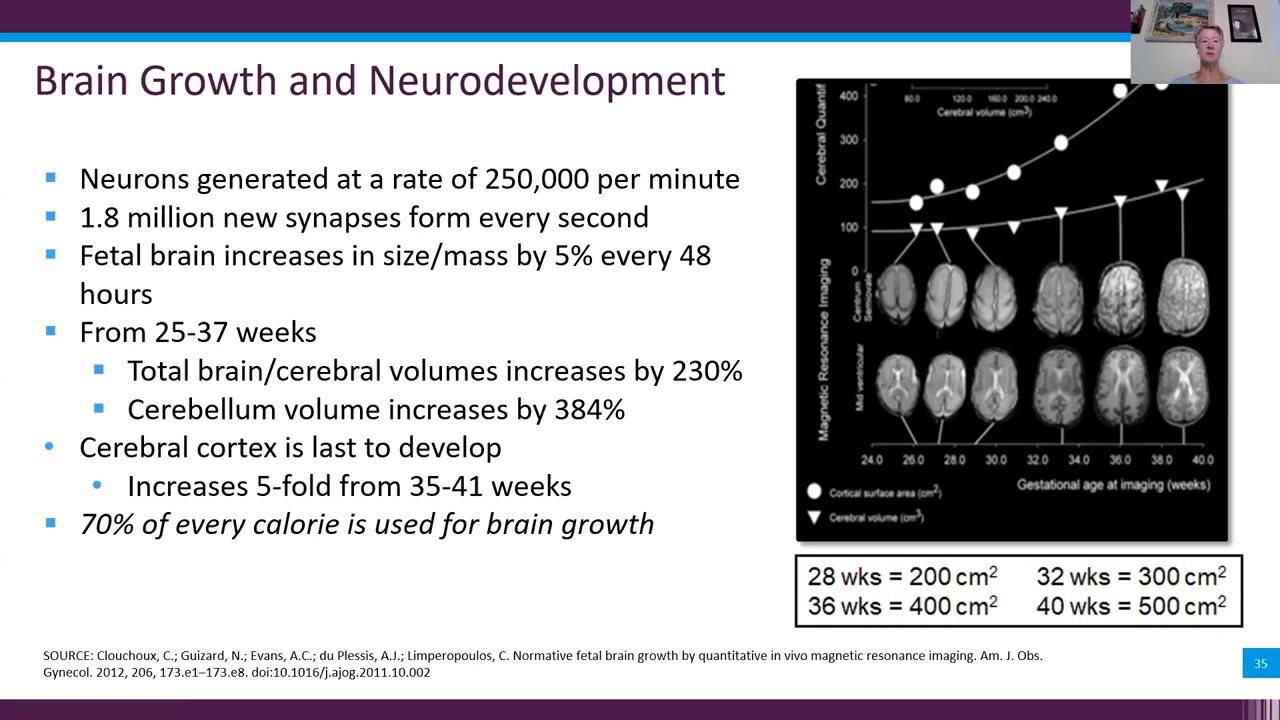 Brain Growth and Neurodevelopment
Neurons generated at a rate of 250,000 per minute
1.8 million new synapses form every second
Fetal brain increases in size/mass by 5% every 48
hours
From 25-37 weeks
Total brain/cerebral volumes increases by 230%
Cerebellum volume increases by 384%
Cerebral cortex is last to develop
Increases 5-fold from 35-41 weeks
70% of every calorie is used for brain growth
Cerebral Quantif
400
300
200
100
0
80.0 120.0 160.0 200.0 240.0
Cerebral volume (cm³)
Magnetic Resonance Imaging
Centrum
Semiovale
Mid ventricular
24.0 26.0 28.0 30.0 32.0 34.0 36.0 38.0 40.0
Gestational age at imaging (weeks)
Cortical surface area (cm²)
Cerebral volume (cm³)
28 wks = 200 cm² 32 wks = 300 cm²
36 wks = 400 cm² 40 wks = 500 cm²
SOURCE: Clouchoux, C.; Guizard, N.; Evans, A.C.; du Plessis, A.J.; Limperopoulos, C. Normative fetal brain growth by quantitative in vivo magnetic resonance imaging. Am. J. Obs.
Gynecol. 2012, 206, 173.e1–173.e8. doi:10.1016/j.ajog.2011.10.002
35